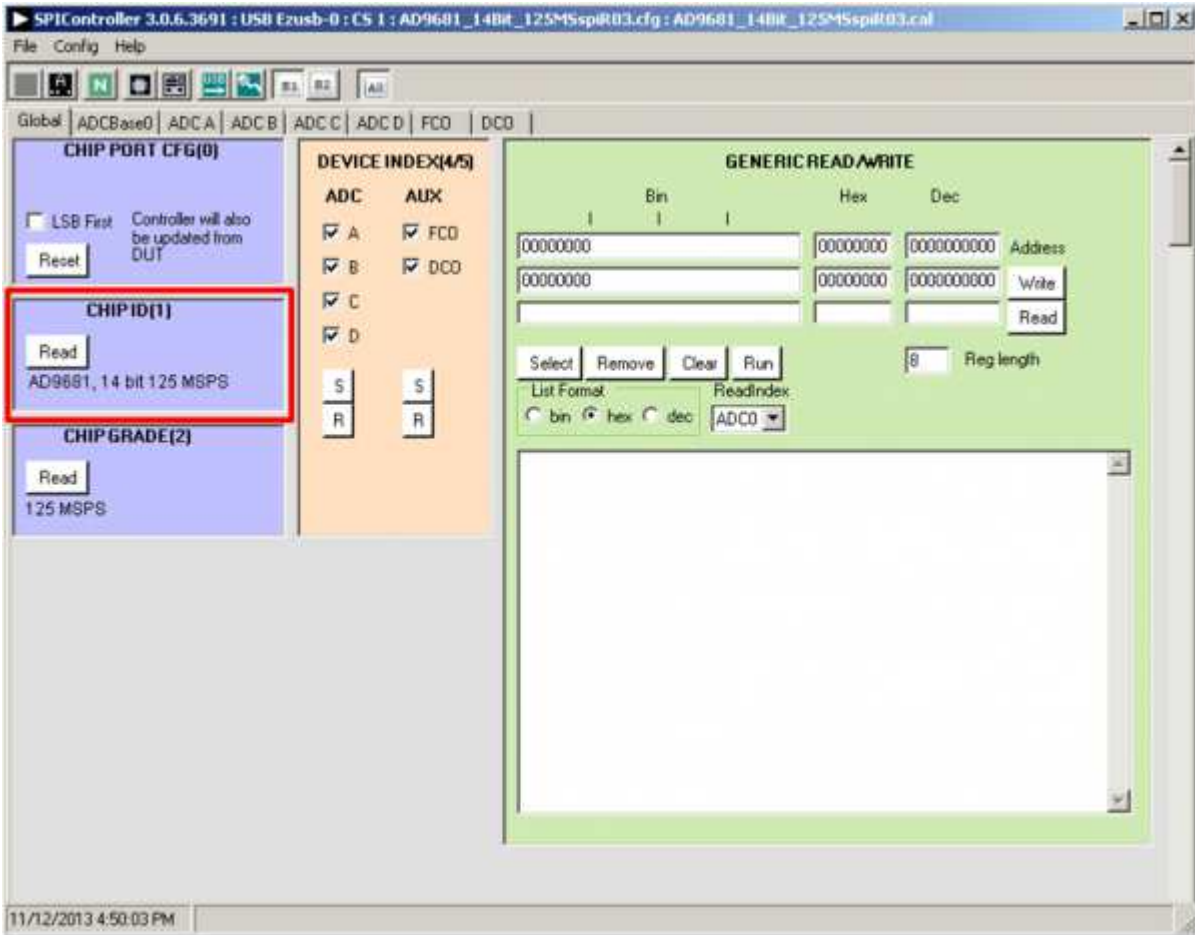 SPIController 3.0.6.3691 : USB Ezusb-0 : CS 1 : AD9681_14Bit_125MSspiR03.cfg : AD9681_14Bit_125MSspiR03.cal
File Config Help
USB B1 B2 All
Global ADCBase0 ADC A ADC B ADC C ADC D FCO DCO
CHIP PORT CFG(0)
LSB First
Controller will also
be updated from
DUT
Reset
CHIP ID(1)
Read
AD9681, 14 bit 125 MSPS
CHIP GRADE(2)
Read
125 MSPS
DEVICE INDEX(4/5)
ADC AUX
A FCO
B DCO
C
D
S S
R R
GENERIC READ/WRITE
Bin Hex Dec
00000000 00000000 0000000000 Address
00000000 00000000 0000000000 Write
Read
Select Remove Clear Run 8 Reg length
List Format ReadIndex
bin hex dec ADC0
11/12/2013 4:50:03 PM